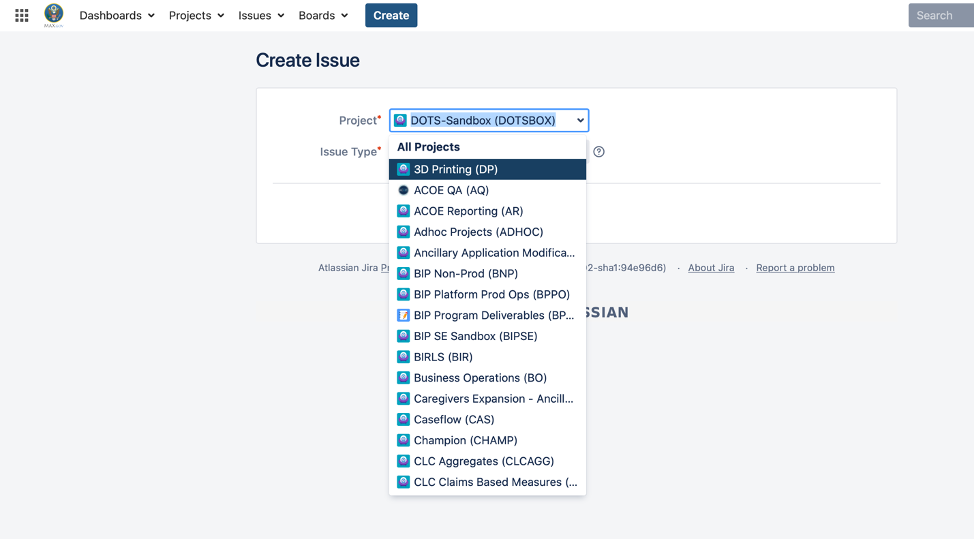 Dashboards Projects Issues Boards Create Search
Create Issue
Project* DOTS-Sandbox (DOTSBOX)
Issue Type*
All Projects
3D Printing (DP)
ACOE QA (AQ)
ACOE Reporting (AR)
Adhoc Projects (ADHOC)
Ancillary Application Modifica...
BIP Non-Prod (BNP)
BIP Platform Prod Ops (BPPO)
BIP Program Deliverables (BP...
BIP SE Sandbox (BIPSE)
BIRLS (BIR)
Business Operations (BO)
Caregivers Expansion - Ancill...
Caseflow (CAS)
Champion (CHAMP)
CLC Aggregates (CLCAGG)
CLC Claims Based Measures (...
Atlassian Jira 2-sha1:94e96d6) · About Jira · Report a problem
SSIAN